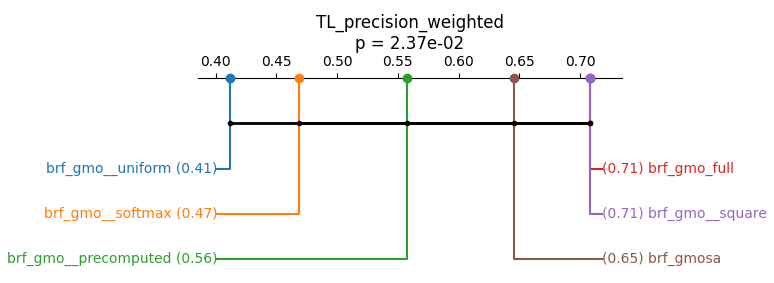 TL_precision_weighted
p = 2.37e-02
0.40 0.45 0.50 0.55 0.60 0.65 0.70
brf_gmo__uniform (0.41) (0.71) brf_gmo_full
brf_gmo__softmax (0.47) (0.71) brf_gmo__square
brf_gmo__precomputed (0.56) (0.65) brf_gmosa